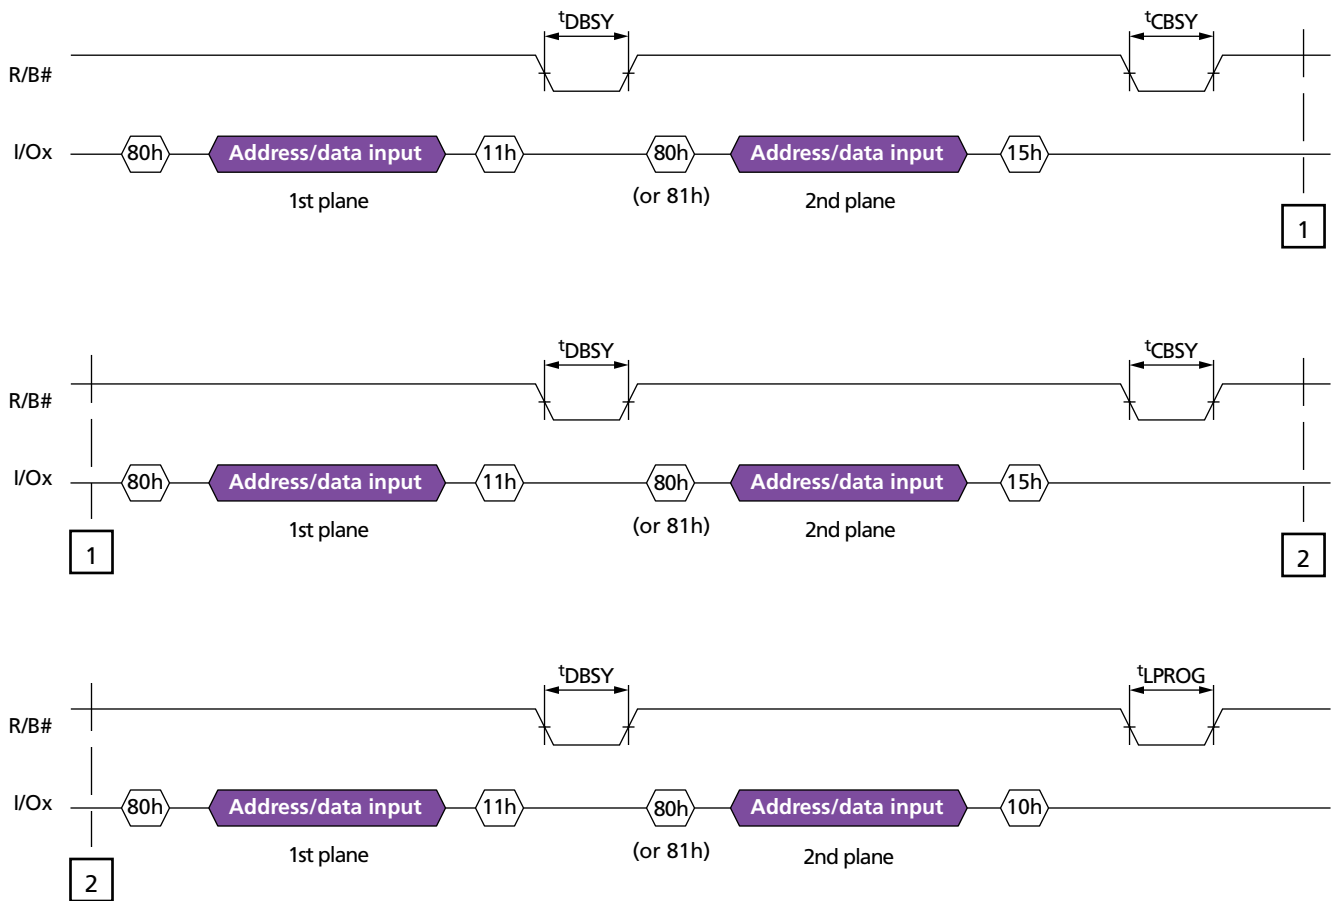 tDBSY tCBSY
R/B#
I/Ox 80h Address/data input 11h 80h Address/data input 15h
1st plane (or 81h) 2nd plane
1
tDBSY tCBSY
R/B#
I/Ox 80h Address/data input 11h 80h Address/data input 15h
1st plane (or 81h) 2nd plane
1 2
tDBSY tLPROG
R/B#
I/Ox 80h Address/data input 11h 80h Address/data input 10h
1st plane (or 81h) 2nd plane
2